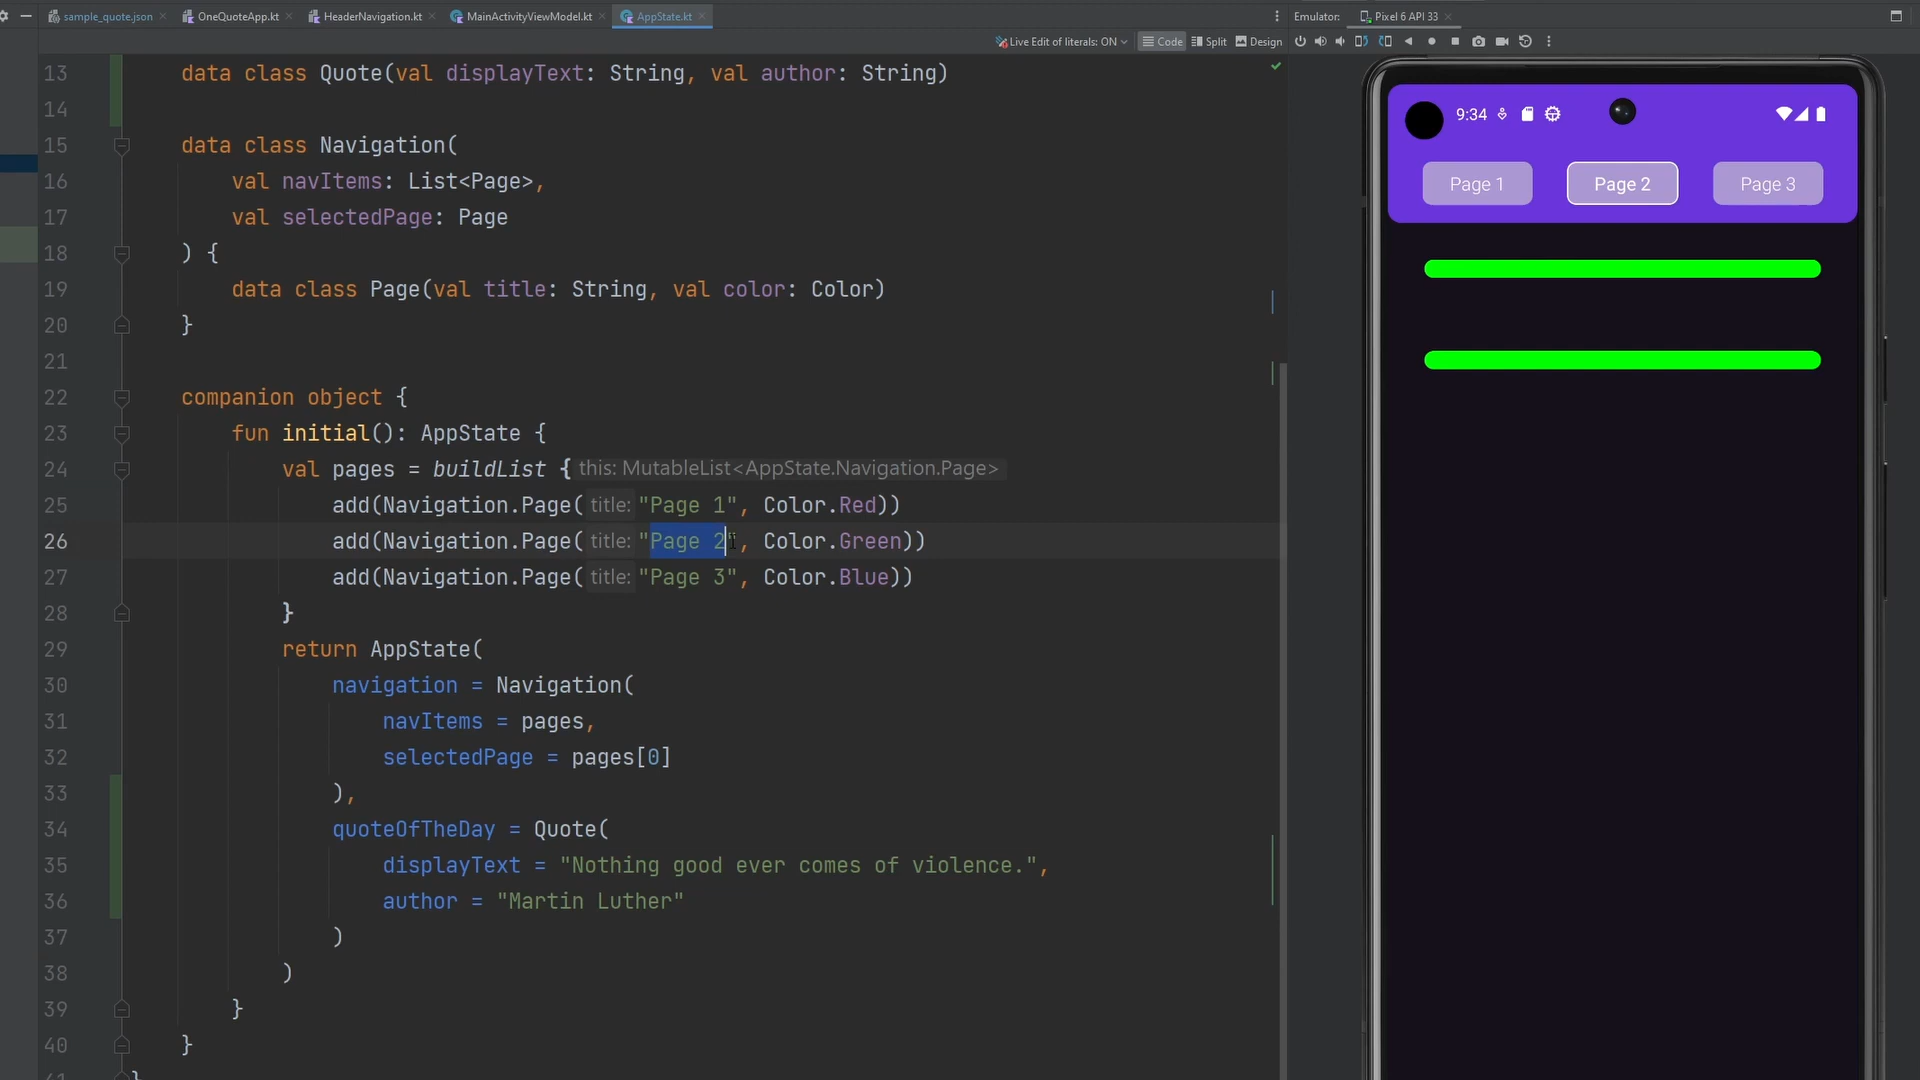 sample_quote.json
OneQuoteApp.kt
HeaderNavigation.kt
MainActivityViewModel.kt
AppState.kt
Emulator:
Pixel 6 API 33
Live Edit of literals: ON
Code
Split
Design
13 data class Quote(val displayText: String, val author: String)
14
15 data class Navigation(
16 val navItems: List<Page>,
17 val selectedPage: Page
18 ) {
19 data class Page(val title: String, val color: Color)
20 }
21
22 companion object {
23 fun initial(): AppState {
24 val pages = buildList { this: MutableList<AppState.Navigation.Page>
25 add(Navigation.Page( title: "Page 1", Color.Red))
26 add(Navigation.Page( title: "Page 2", Color.Green))
27 add(Navigation.Page( title: "Page 3", Color.Blue))
28 }
29 return AppState(
30 navigation = Navigation(
31 navItems = pages,
32 selectedPage = pages[0]
33 ),
34 quoteOfTheDay = Quote(
35 displayText = "Nothing good ever comes of violence.",
36 author = "Martin Luther"
37 )
38 )
39 }
40 }
41 }
9:34
Page 1
Page 2
Page 3